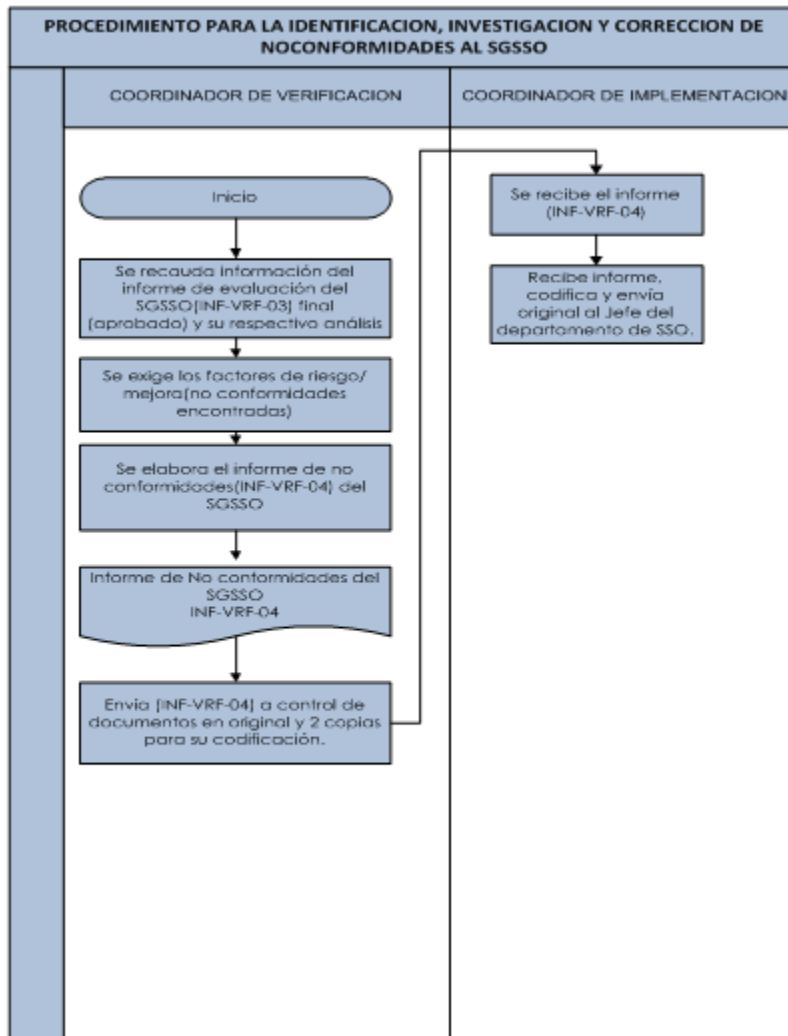 PROCEDIMIENTO PARA LA IDENTIFICACION, INVESTIGACION Y CORRECCION DE
NOCONFORMIDADES AL SGSSO
COORDINADOR DE VERIFICACION
COORDINADOR DE IMPLEMENTACION
Inicio
Se recauda información del
informe de evaluación del
SGSSO(INF-VRF-03) final
(aprobado) y su respectivo análisis
Se exige los factores de riesgo/
mejora(no conformidades
encontradas)
Se elabora el informe de no
conformidades(INF-VRF-04) del
SGSSO
Informe de No conformidades del
SGSSO
INF-VRF-04
Envía (INF-VRF-04) a control de
documentos en original y 2 copias
para su codificación.
Se recibe el informe
(INF-VRF-04)
Recibe informe,
codifica y envía
original al Jefe del
departamento de SSO.